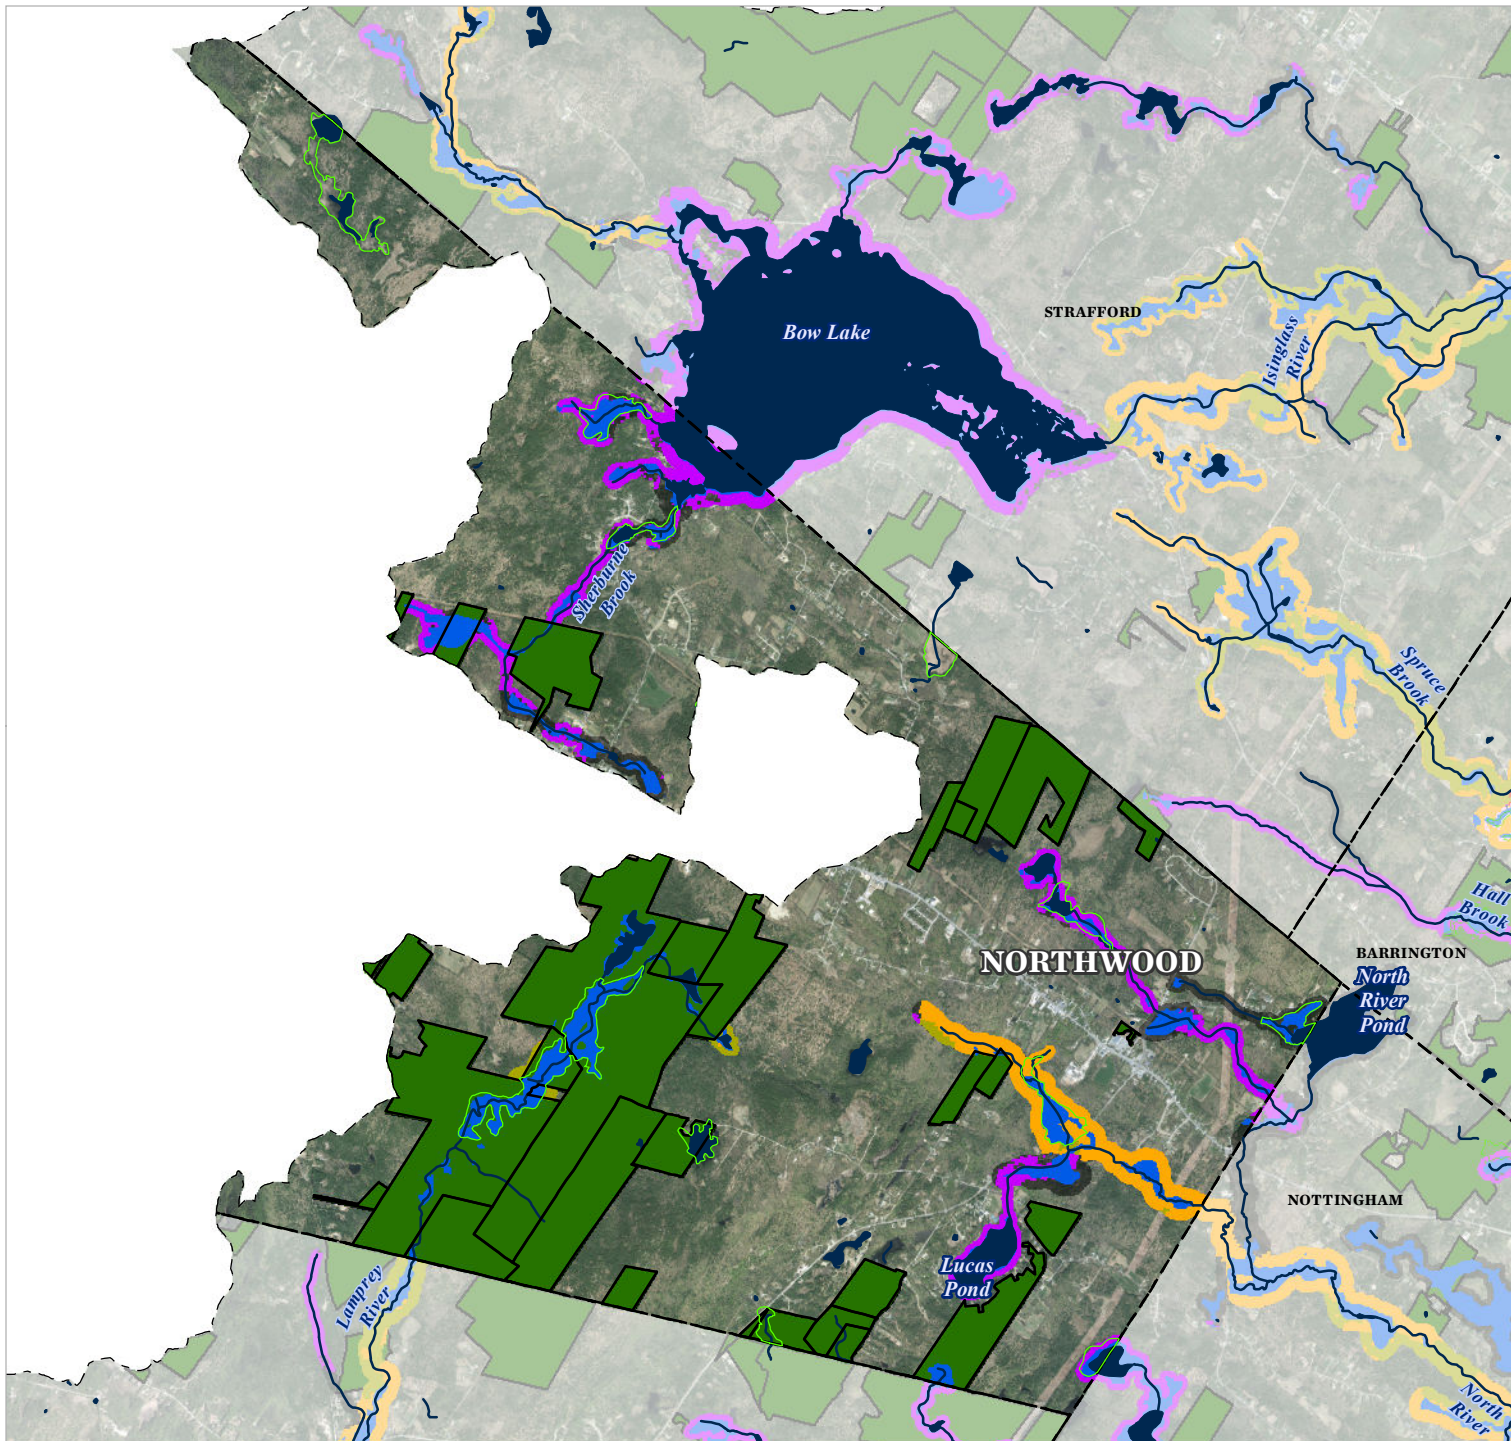 STRAFFORD
Bow Lake
Isinglass
River
Sherburne
Brook
Spruce
Brook
Hall
Brook
NORTHWOOD
BARRINGTON
North
River
Pond
NOTTINGHAM
Lucas
Pond
Lamprey
River
North
River